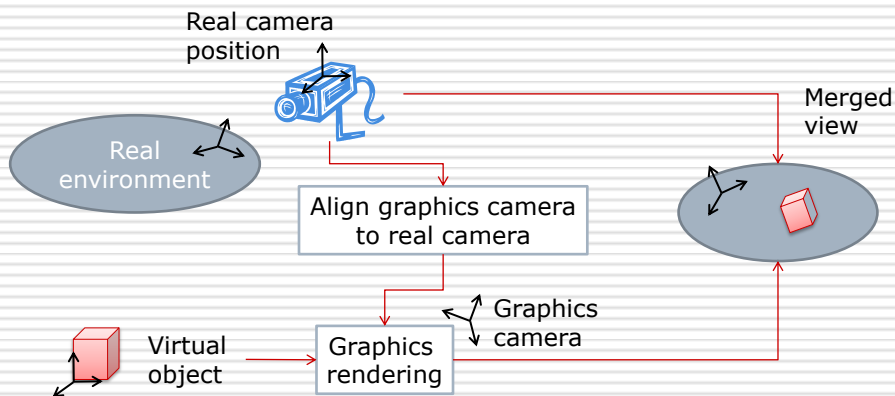 Real camera
position
Merged
view
Real
environment
Align graphics camera
to real camera
Graphics
camera
Virtual
object
Graphics
rendering